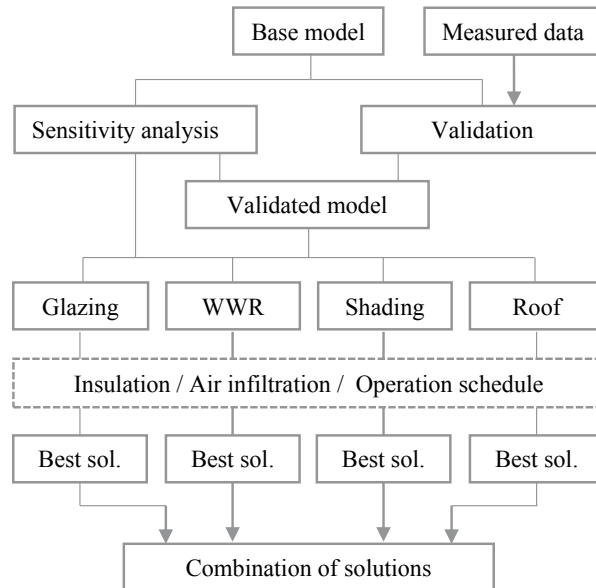 Base model
Measured data
Sensitivity analysis
Validation
Validated model
Glazing
WWR
Shading
Roof
Insulation / Air infiltration / Operation schedule
Best sol.
Best sol.
Best sol.
Best sol.
Combination of solutions